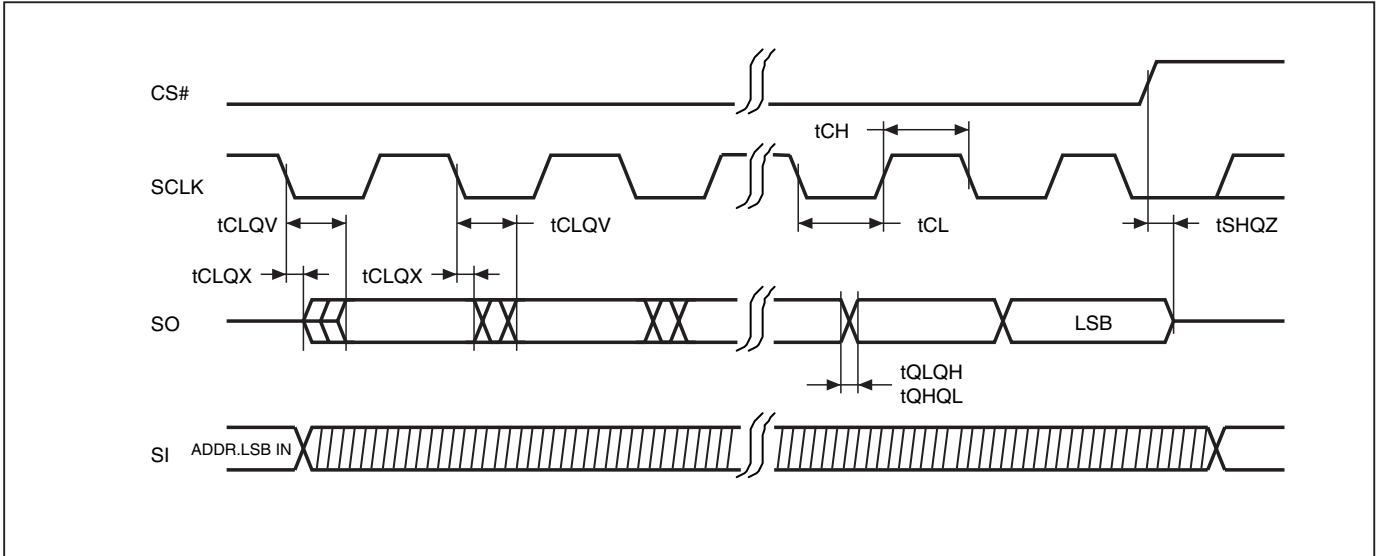 CS#
tCH
SCLK
tCLQV
tCLQV
tCL
tSHQZ
tCLQX
tCLQX
SO
LSB
tQLQH
tQHQL
SI
ADDR.LSB IN